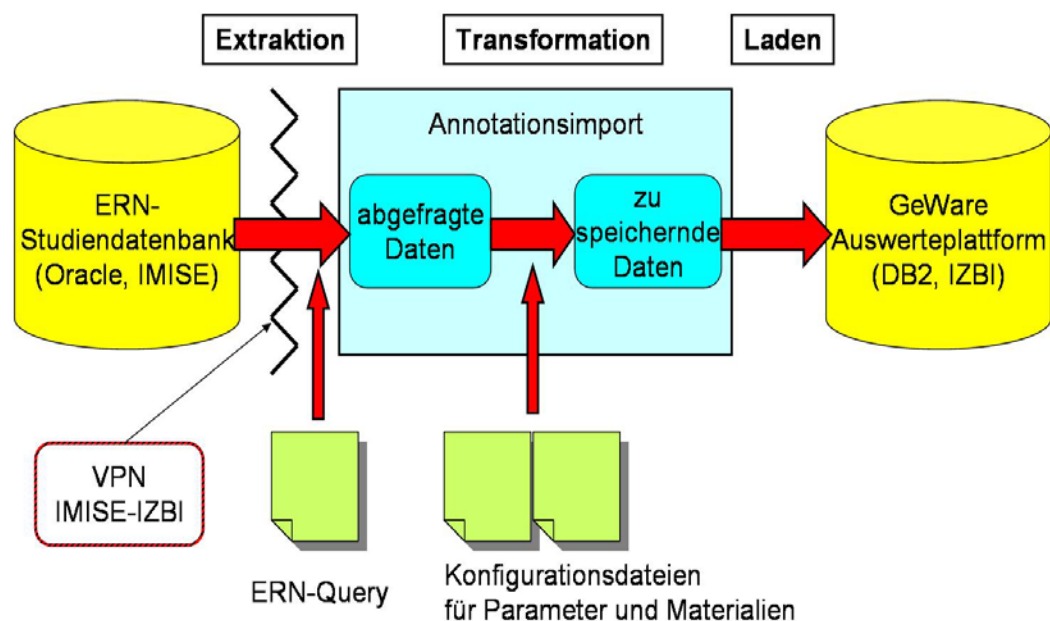 Extraktion
Transformation
Laden
Annotationsimport
ERN-
Studiendatenbank
(Oracle, IMISE)
abgefragte
Daten
zu
speichernde
Daten
GeWare
Auswerteplattform
(DB2, IZBI)
VPN
IMISE-IZBI
ERN-Query
Konfigurationsdateien
für Parameter und Materialien